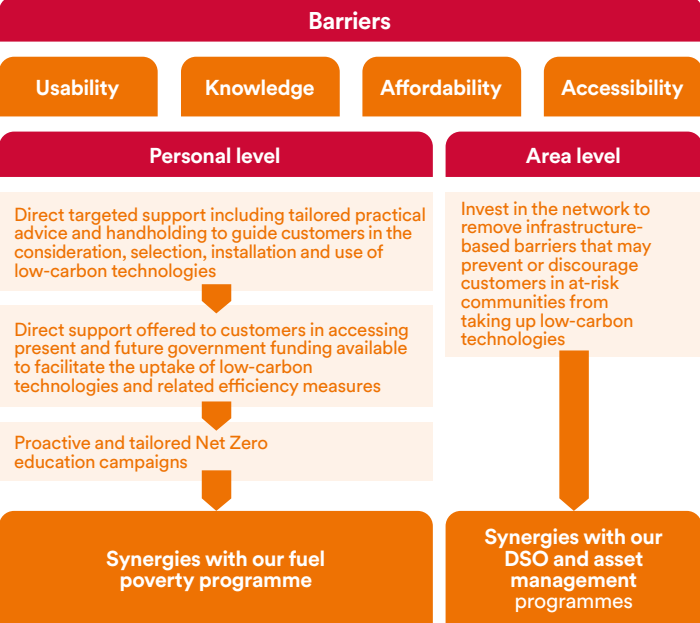 Barriers
Usability
Knowledge
Affordability
Accessibility
Personal level
Area level
Direct targeted support including tailored practical
advice and handholding to guide customers in the
consideration, selection, installation and use of
low-carbon technologies
Direct support offered to customers in accessing
present and future government funding available
to facilitate the uptake of low-carbon
technologies and related efficiency measures
Proactive and tailored Net Zero
education campaigns
Synergies with our fuel
poverty programme
Invest in the network to
remove infrastructure-
based barriers that may
prevent or discourage
customers in at-risk
communities from
taking up low-carbon
technologies
Synergies with our
DSO and asset
management
programmes